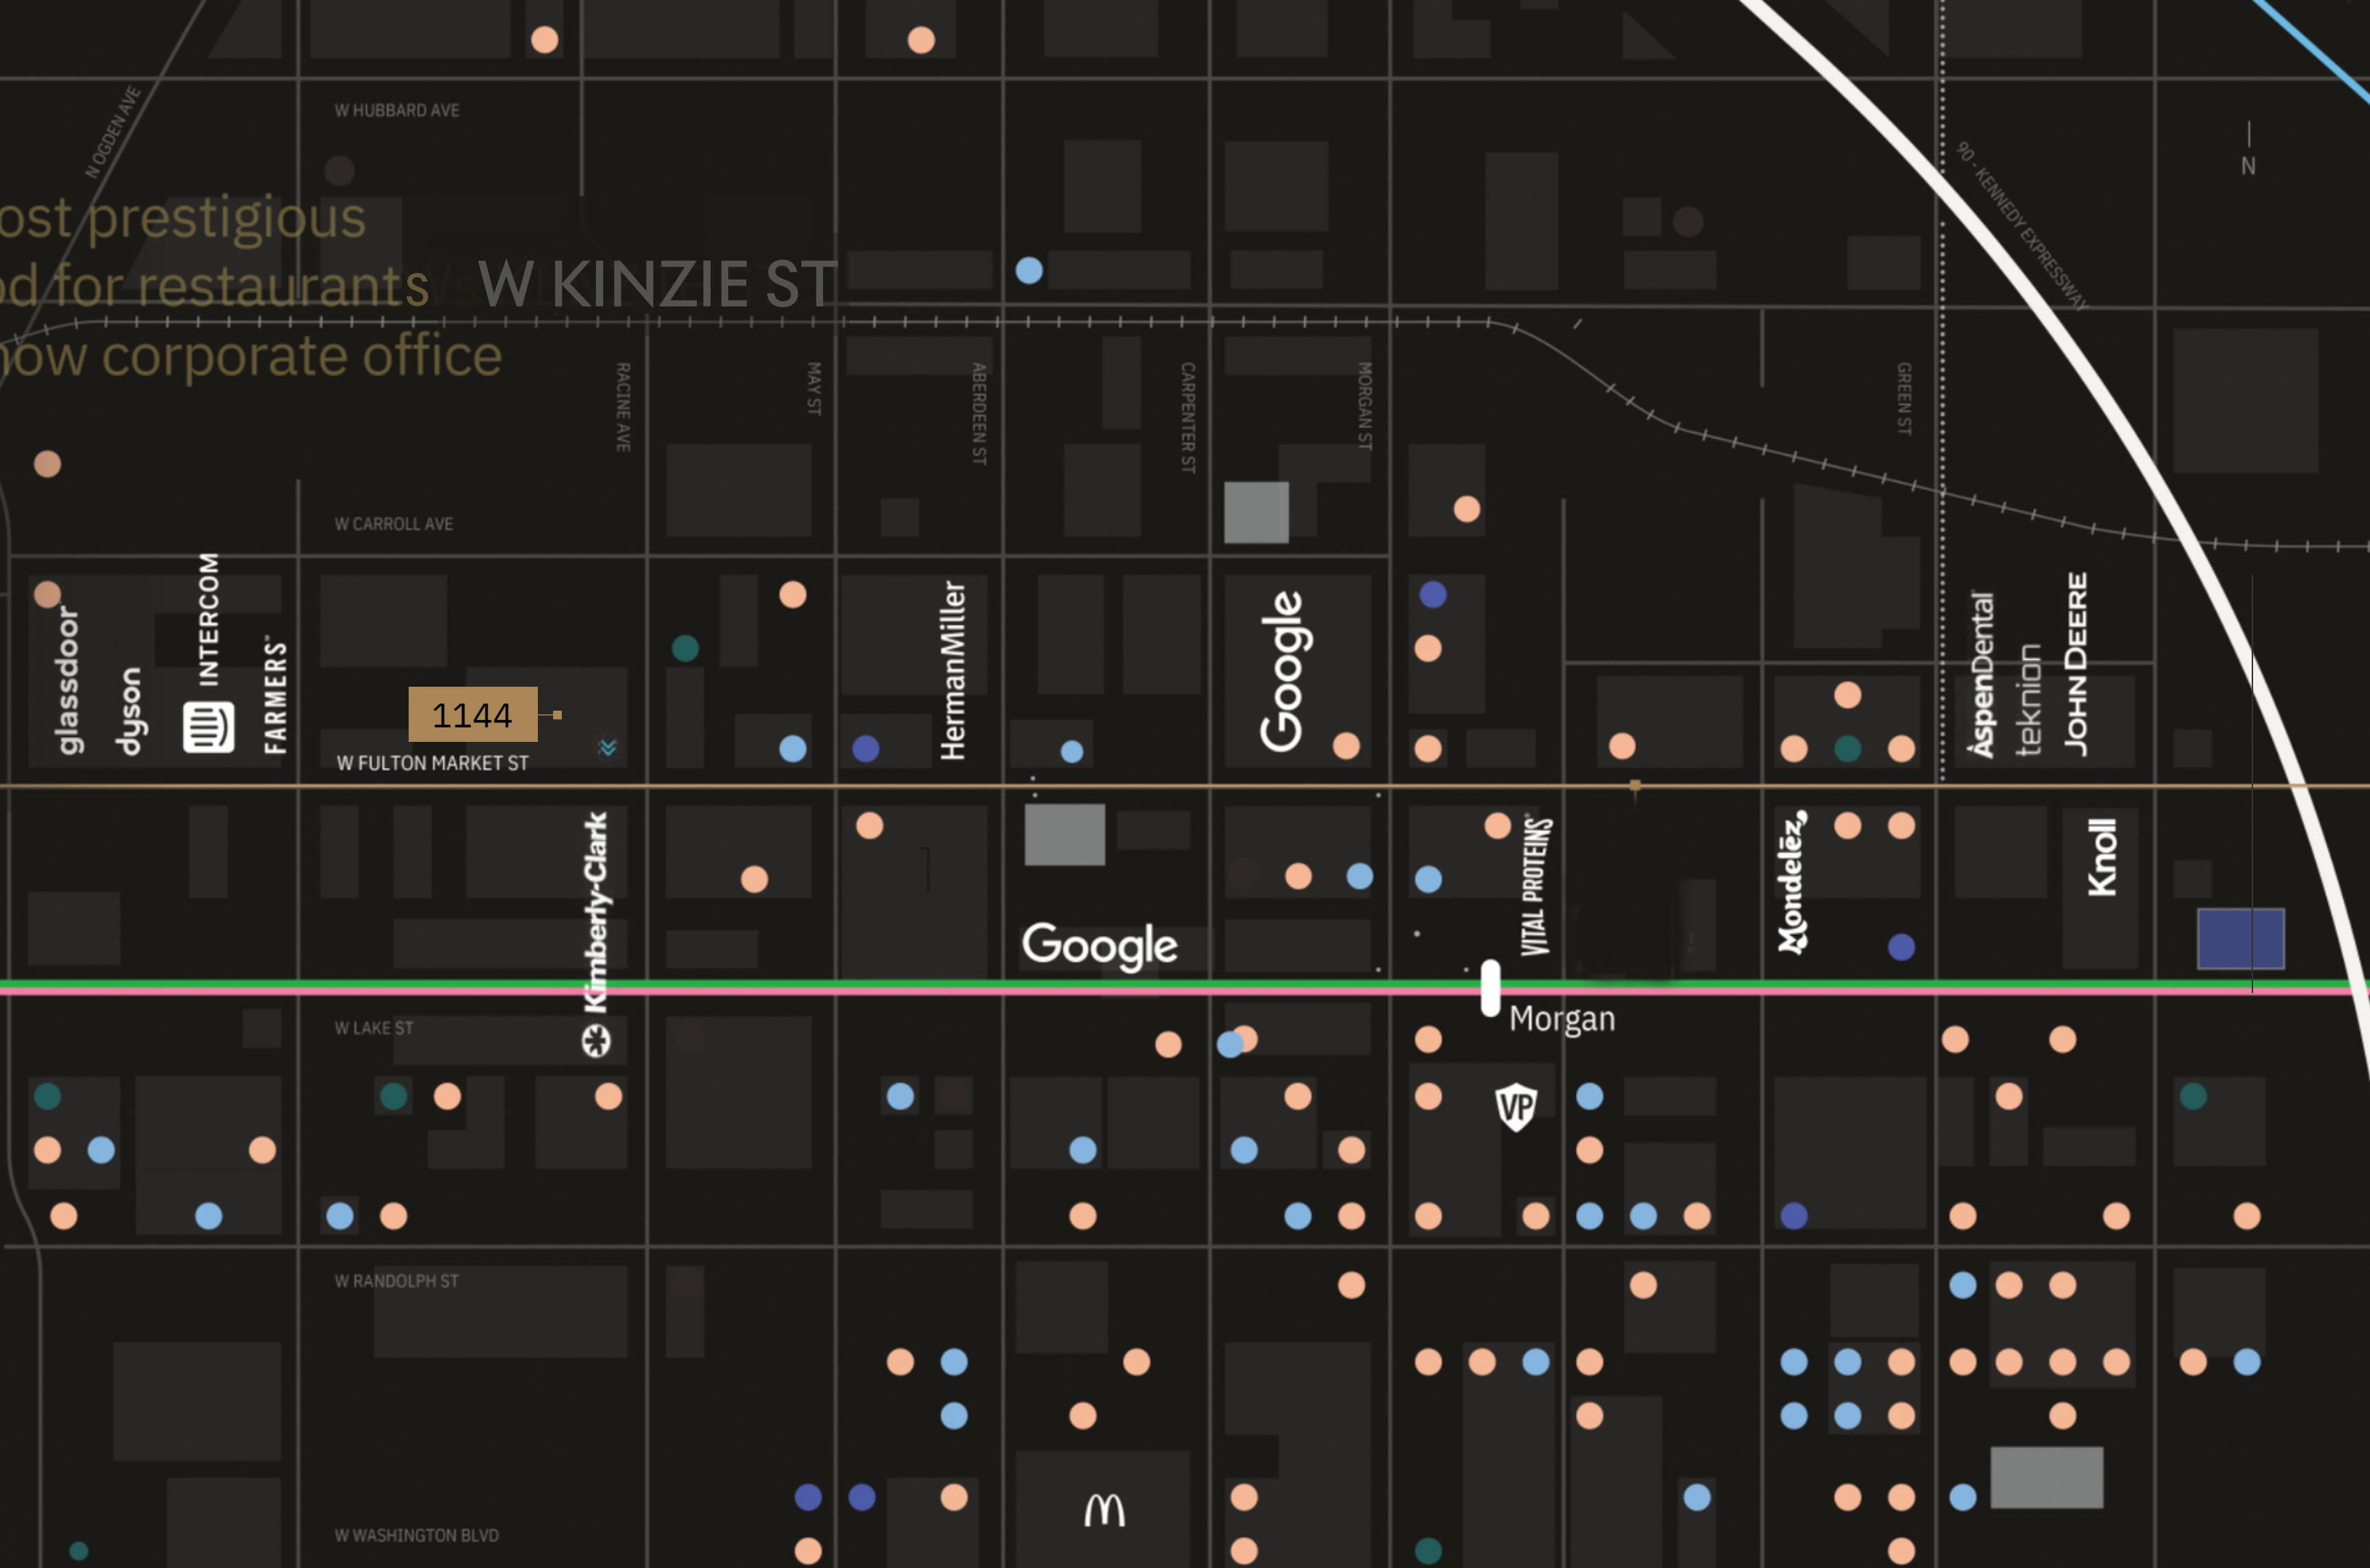 W HUBBARD AVE
N OGDEN AVE
90 - KENNEDY EXPRESSWAY
N
ost prestigious
od for restaurants
W KINZIE ST
now corporate office
RACINE AVE
MAY ST
ABERDEEN ST
CARPENTER ST
MORGAN ST
GREEN ST
W CARROLL AVE
glassdoor
dyson
INTERCOM
FARMERS
1144
W FULTON MARKET ST
HermanMiller
Google
AspenDental
teknion
JOHN DEERE
Kimberly-Clark
Google
VITAL PROTEINS
Mondelēz
Knoll
Morgan
W LAKE ST
VP
W RANDOLPH ST
W WASHINGTON BLVD